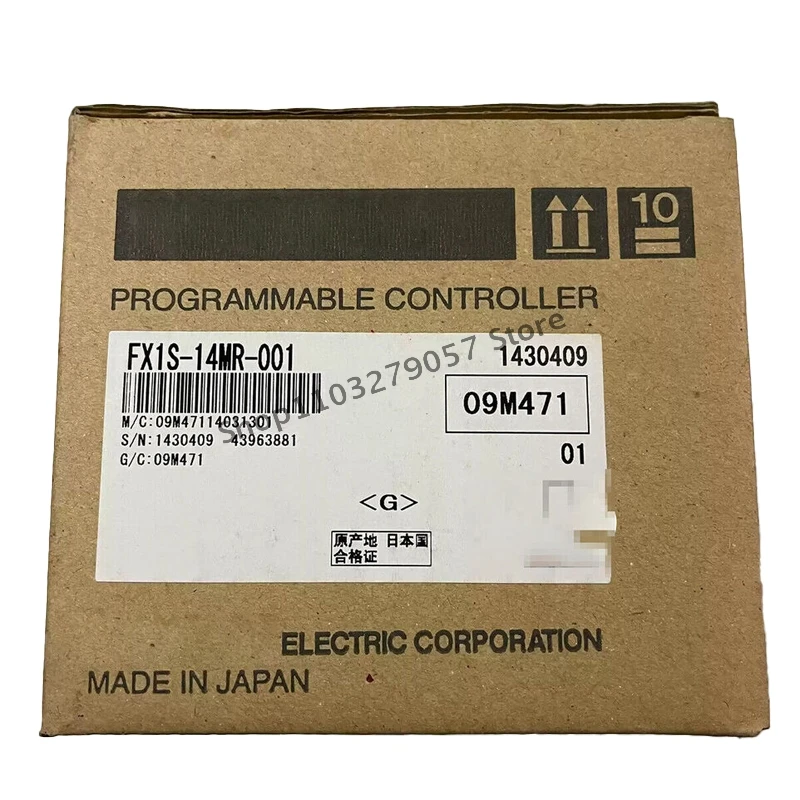 10
PROGRAMMABLE CONTROLLER
FX1S-14MR-001 1430409
M/C:09M47114031301
S/N:1430409 43963881
G/C:09M471
09M471
01
<G>
原产地 日本国
合格证
ELECTRIC CORPORATION
MADE IN JAPAN
Shop1103279057 Store